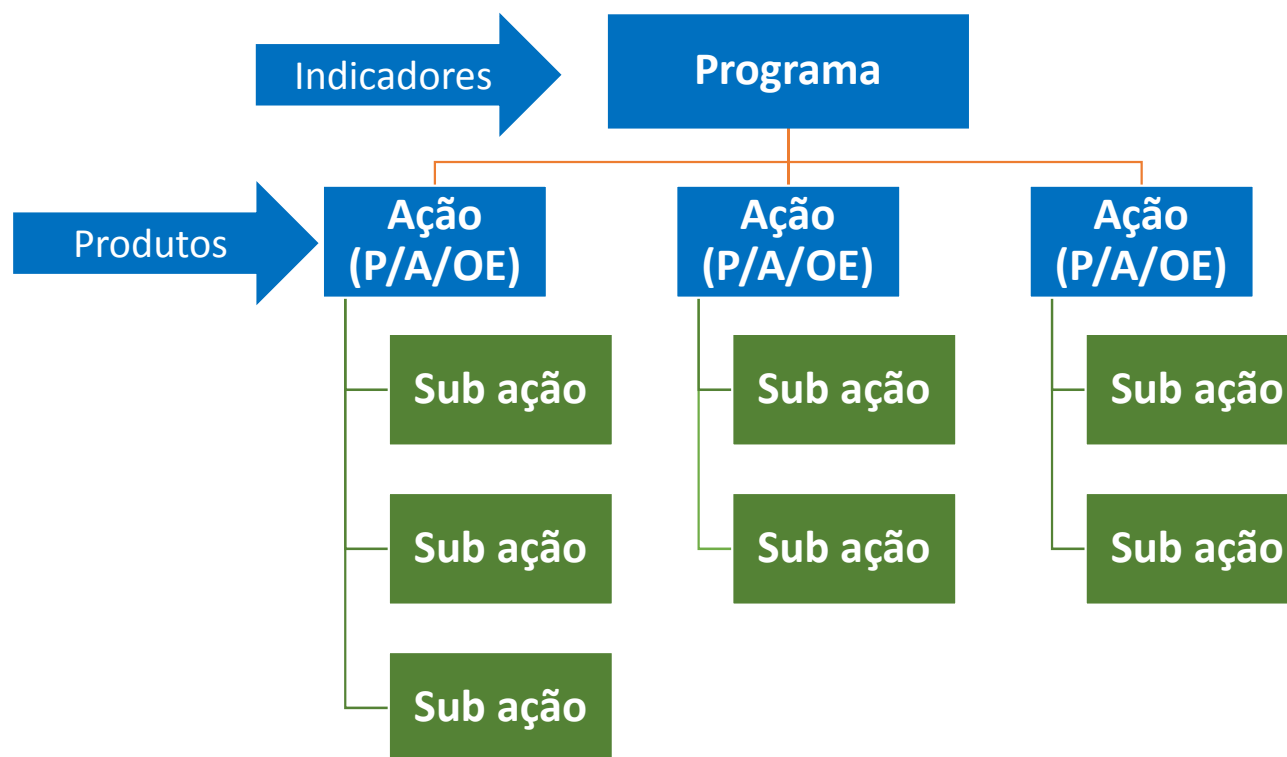 Indicadores
Programa
Produtos
Ação
(P/A/OE)
Ação
(P/A/OE)
Ação
(P/A/OE)
Sub ação
Sub ação
Sub ação
Sub ação
Sub ação
Sub ação
Sub ação